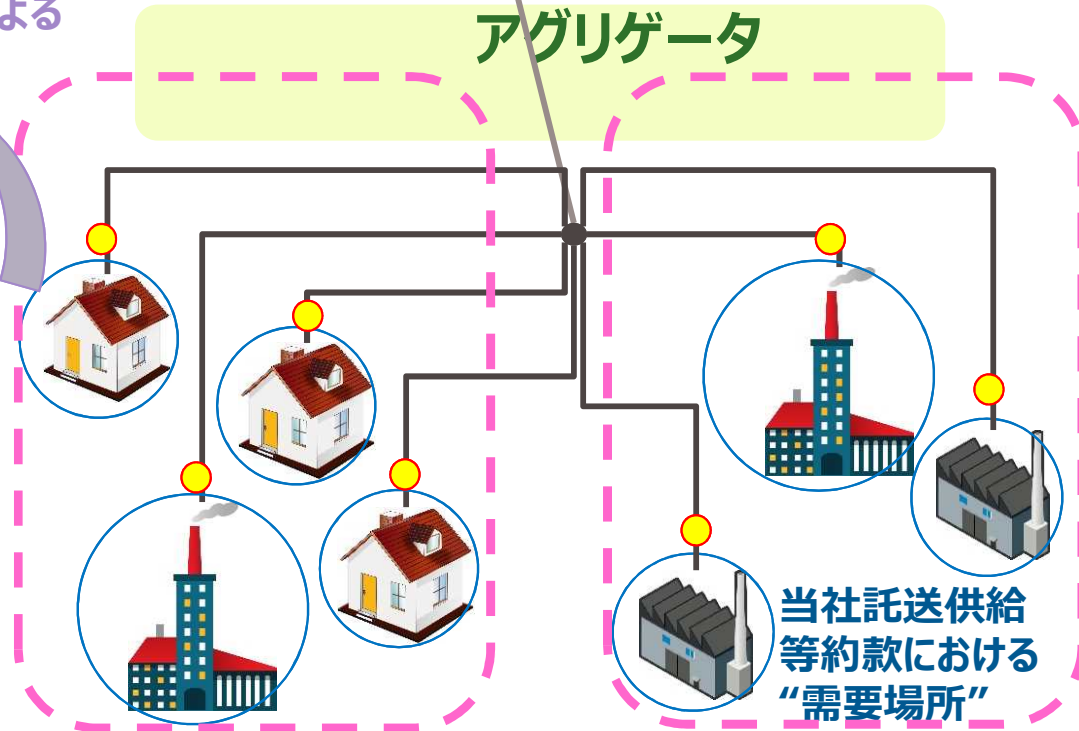 よる
アグリゲータ
当社託送供給
等約款における
“需要場所”